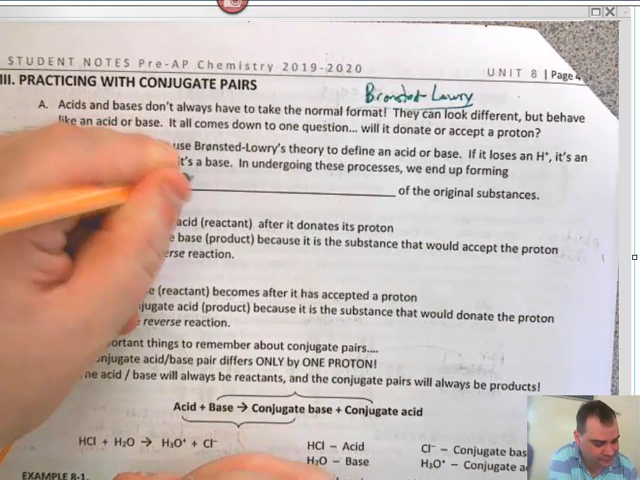 STUDENT NOTES Pre-AP Chemistry 2019-2020
UNIT 8 | Page 4
III. PRACTICING WITH CONJUGATE PAIRS
Brønsted-Lowry
A. Acids and bases don't always have to take the normal format! They can look different, but behave
like an acid or base. It all comes down to one question... will it donate or accept a proton?
use Brønsted-Lowry's theory to define an acid or base. If it loses an H⁺, it's an
it's a base. In undergoing these processes, we end up forming
of the original substances.
acid (reactant) after it donates its proton
base (product) because it is the substance that would accept the proton
reaction.
(reactant) becomes after it has accepted a proton
acid (product) because it is the substance that would donate the proton
reverse reaction.
things to remember about conjugate pairs....
acid/base pair differs ONLY by ONE PROTON!
acid / base will always be reactants, and the conjugate pairs will always be products!
Acid + Base → Conjugate base + Conjugate acid
HCl + H₂O → H₃O⁺ + Cl⁻
HCl – Acid
Cl⁻ – Conjugate
H₂O – Base
H₃O⁺ – Conjugate
EXAMPLE 8-1